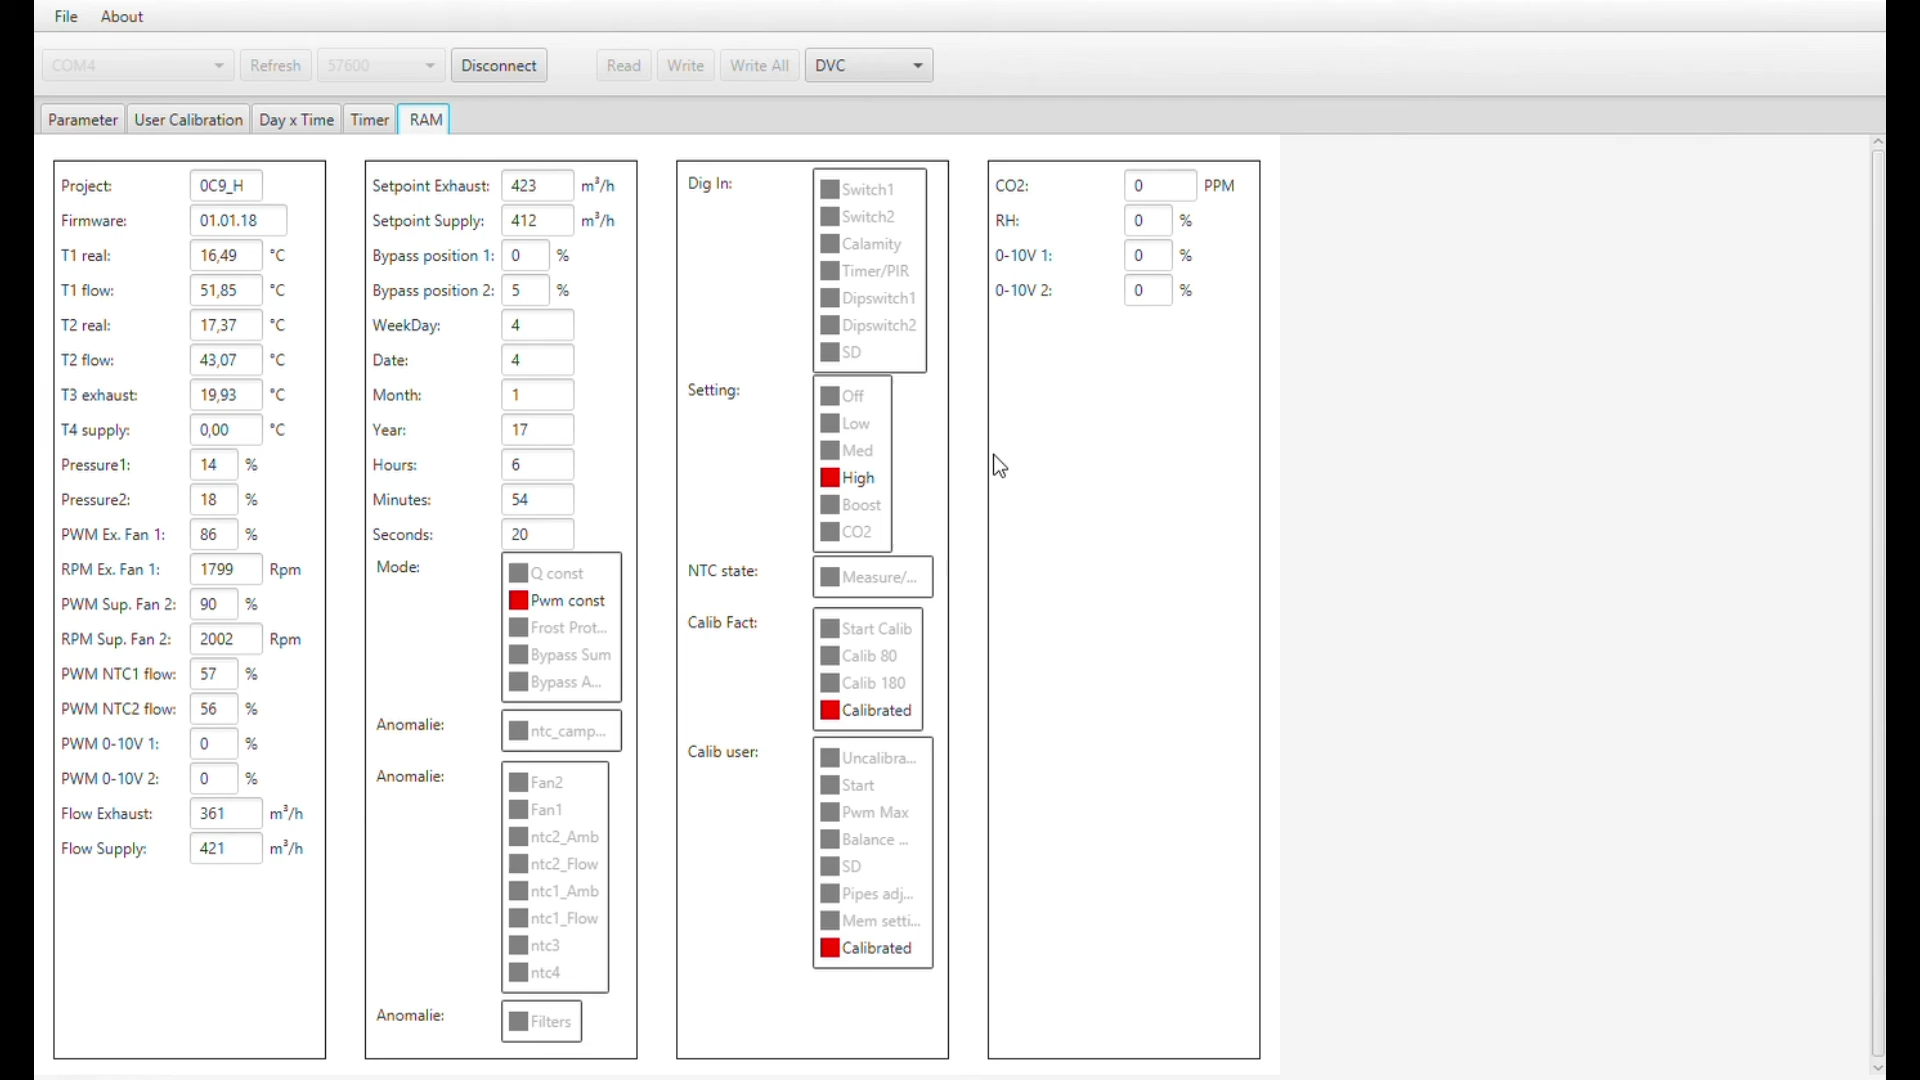 File About
COM4 Refresh 57600 Disconnect Read Write Write All DVC
Parameter User Calibration Day x Time Timer RAM
Project: 0C9_H
Firmware: 01.01.18
T1 real: 16,49 °C
T1 flow: 51,85 °C
T2 real: 17,37 °C
T2 flow: 43,07 °C
T3 exhaust: 19,93 °C
T4 supply: 0,00 °C
Pressure1: 14 %
Pressure2: 18 %
PWM Ex. Fan 1: 86 %
RPM Ex. Fan 1: 1799 Rpm
PWM Sup. Fan 2: 90 %
RPM Sup. Fan 2: 2002 Rpm
PWM NTC1 flow: 57 %
PWM NTC2 flow: 56 %
PWM 0-10V 1: 0 %
PWM 0-10V 2: 0 %
Flow Exhaust: 361 m³/h
Flow Supply: 421 m³/h
Setpoint Exhaust: 423 m³/h
Setpoint Supply: 412 m³/h
Bypass position 1: 0 %
Bypass position 2: 5 %
WeekDay: 4
Date: 4
Month: 1
Year: 17
Hours: 6
Minutes: 54
Seconds: 20
Mode:
Q const
Pwm const
Frost Prot...
Bypass Sum
Bypass A...
Anomalie: ntc_camp...
Anomalie:
Fan2
Fan1
ntc2_Amb
ntc2_Flow
ntc1_Amb
ntc1_Flow
ntc3
ntc4
Anomalie: Filters
Dig In:
Switch1
Switch2
Calamity
Timer/PIR
Dipswitch1
Dipswitch2
SD
Setting:
Off
Low
Med
High
Boost
CO2
NTC state: Measure/...
Calib Fact:
Start Calib
Calib 80
Calib 180
Calibrated
Calib user:
Uncalibra...
Start
Pwm Max
Balance ...
SD
Pipes adj...
Mem setti...
Calibrated
CO2: 0 PPM
RH: 0 %
0-10V 1: 0 %
0-10V 2: 0 %